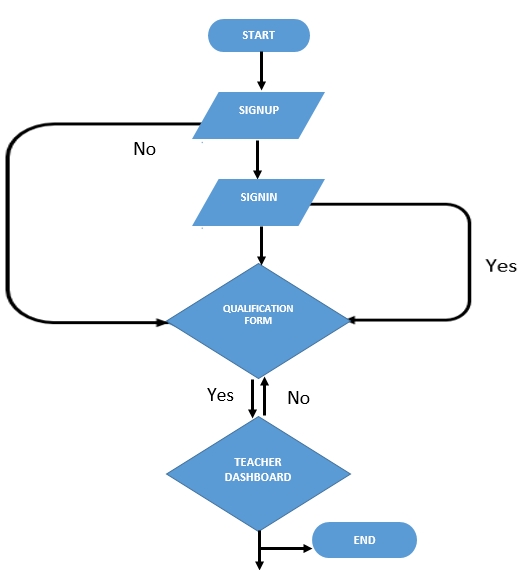 START
SIGNUP
No
SIGNIN
Yes
QUALIFICATION
FORM
Yes
No
TEACHER
DASHBOARD
END